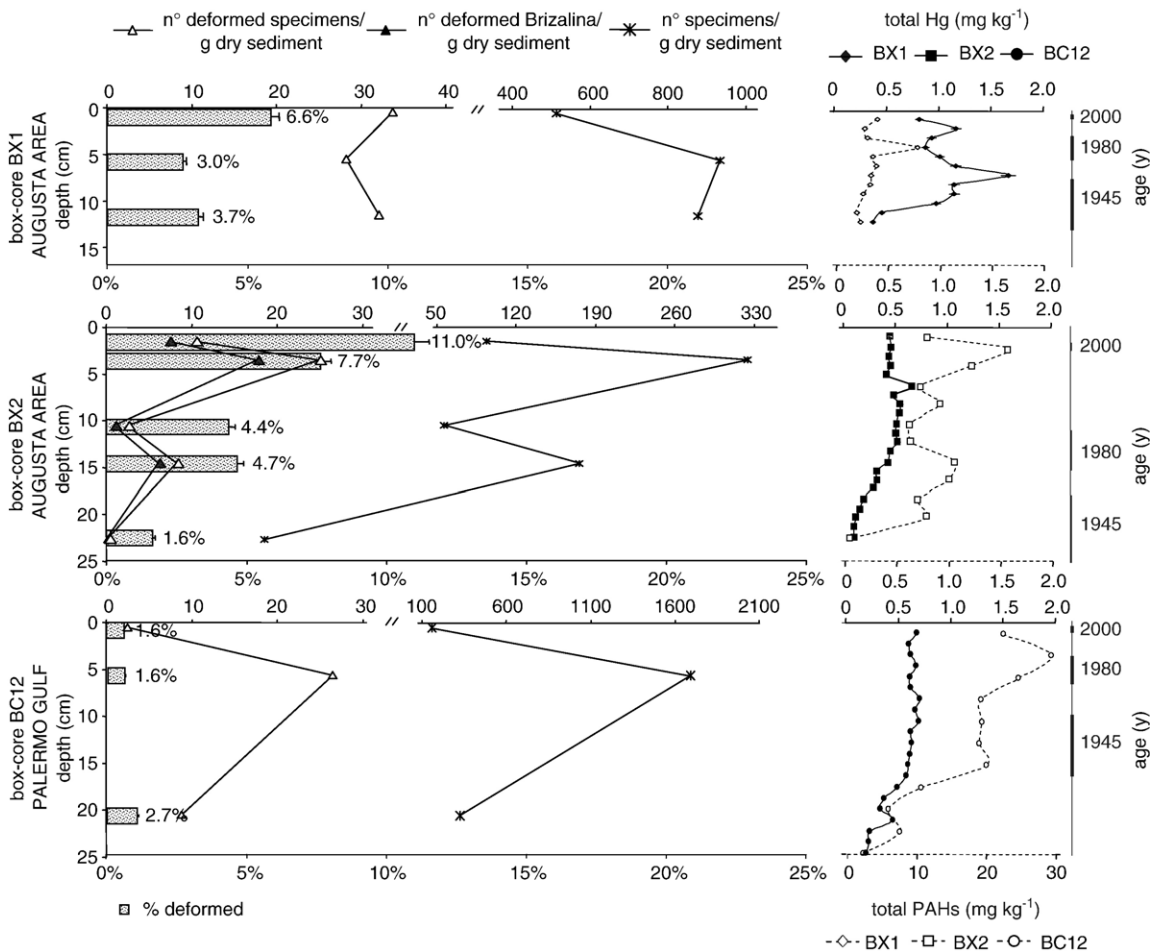 n° deformed specimens/ g dry sediment
n° deformed Brizalina/ g dry sediment
n° specimens/ g dry sediment
total Hg (mg kg⁻¹)
BX1 BX2 BC12
0 10 20 30 40 // 400 600 800 1000
0 0.5 1.0 1.5 2.0
box-core BX1
AUGUSTA AREA
depth (cm)
0
5
10
15
6.6%
3.0%
3.7%
2000
1980
1945
age (y)
0% 5% 10% 15% 20% 25%
0 0.5 1.0 1.5 2.0
0 10 20 30 // 50 120 190 260 330
box-core BX2
AUGUSTA AREA
depth (cm)
0
5
10
15
20
25
11.0%
7.7%
4.4%
4.7%
1.6%
2000
1980
1945
age (y)
0% 5% 10% 15% 20% 25%
0 0.5 1.0 1.5 2.0
0 10 20 30 // 100 600 1100 1600 2100
0 0.5 1.0 1.5 2.0
box-core BC12
PALERMO GULF
depth (cm)
0
5
10
15
20
25
1.6%
1.6%
2.7%
2000
1980
1945
age (y)
0% 5% 10% 15% 20% 25%
0 10 20 30
% deformed
total PAHs (mg kg⁻¹)
BX1 BX2 BC12